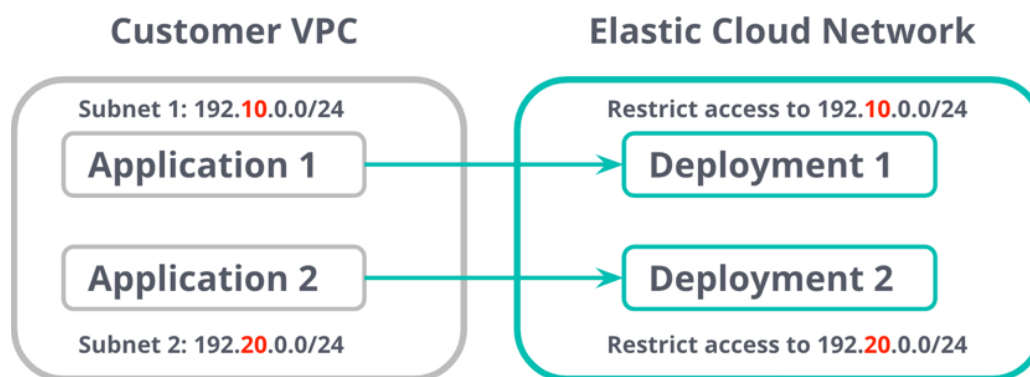 Customer VPC
Elastic Cloud Network
Subnet 1: 192.10.0.0/24
Restrict access to 192.10.0.0/24
Application 1
Deployment 1
Application 2
Deployment 2
Subnet 2: 192.20.0.0/24
Restrict access to 192.20.0.0/24